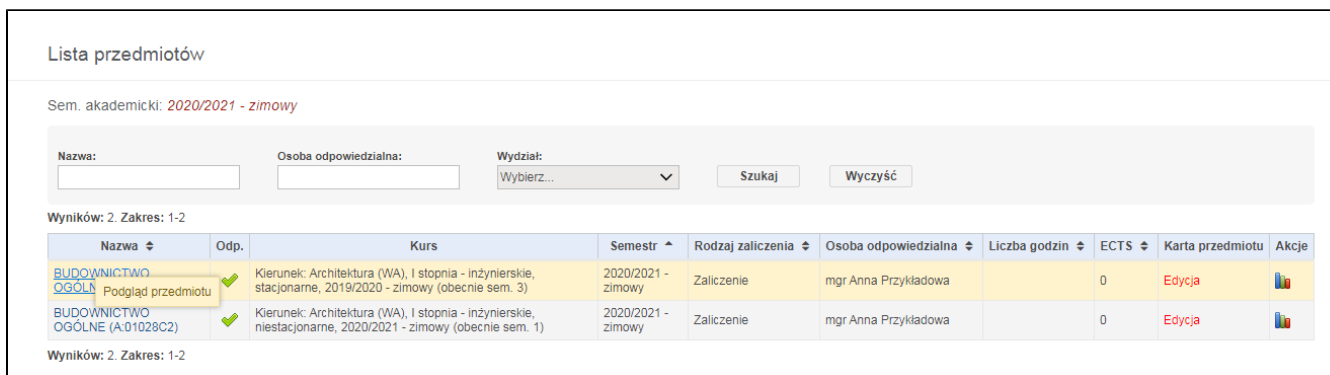 Lista przedmiotów
Sem. akademicki: 2020/2021 - zimowy
Nazwa: Osoba odpowiedzialna: Wydział:
Wybierz... Szukaj Wyczyść
Wyników: 2. Zakres: 1-2
Nazwa Odp. Kurs Semestr Rodzaj zaliczenia Osoba odpowiedzialna Liczba godzin ECTS Karta przedmiotu Akcje
BUDOWNICTWO Kierunek: Architektura (WA), I stopnia - inżynierskie, 2020/2021 -
Podgląd przedmiotu stacjonarne, 2019/2020 - zimowy (obecnie sem. 3) zimowy Zaliczenie mgr Anna Przykładowa 0 Edycja
BUDOWNICTWO Kierunek: Architektura (WA), I stopnia - inżynierskie, 2020/2021 -
OGÓLNE (A:01028C2) niestacjonarne, 2020/2021 - zimowy (obecnie sem. 1) zimowy Zaliczenie mgr Anna Przykładowa 0 Edycja
Wyników: 2. Zakres: 1-2